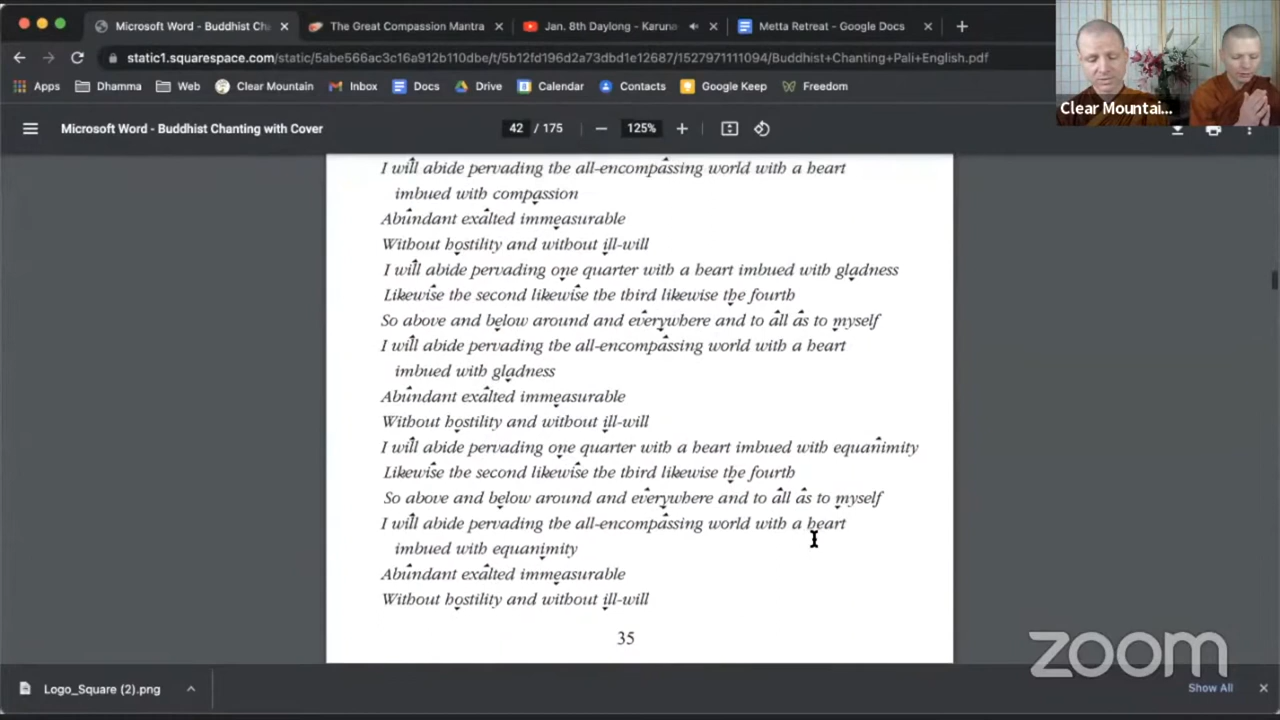 Microsoft Word - Buddhist Ch
The Great Compassion Mantra
Jan. 8th Daylong - Karuna
Metta Retreat - Google Docs
static1.squarespace.com/static/5abe566ac3c16a912b110dbe/t/5b12fd196d2a73dbd1e12687/1527971111094/Buddhist+Chanting+Pali+English.pdf
Apps Dhamma Web Clear Mountain Inbox Docs Drive Calendar Contacts Google Keep Freedom
Clear Mountai...
Microsoft Word - Buddhist Chanting with Cover 42 / 175 125%
I will abide pervading the all-encompassing world with a heart
imbued with compassion
Abundant exalted immeasurable
Without hostility and without ill-will
I will abide pervading one quarter with a heart imbued with gladness
Likewise the second likewise the third likewise the fourth
So above and below around and everywhere and to all as to myself
I will abide pervading the all-encompassing world with a heart
imbued with gladness
Abundant exalted immeasurable
Without hostility and without ill-will
I will abide pervading one quarter with a heart imbued with equanimity
Likewise the second likewise the third likewise the fourth
So above and below around and everywhere and to all as to myself
I will abide pervading the all-encompassing world with a heart
imbued with equanimity
Abundant exalted immeasurable
Without hostility and without ill-will
35
zoom
Logo_Square (2).png
Show All